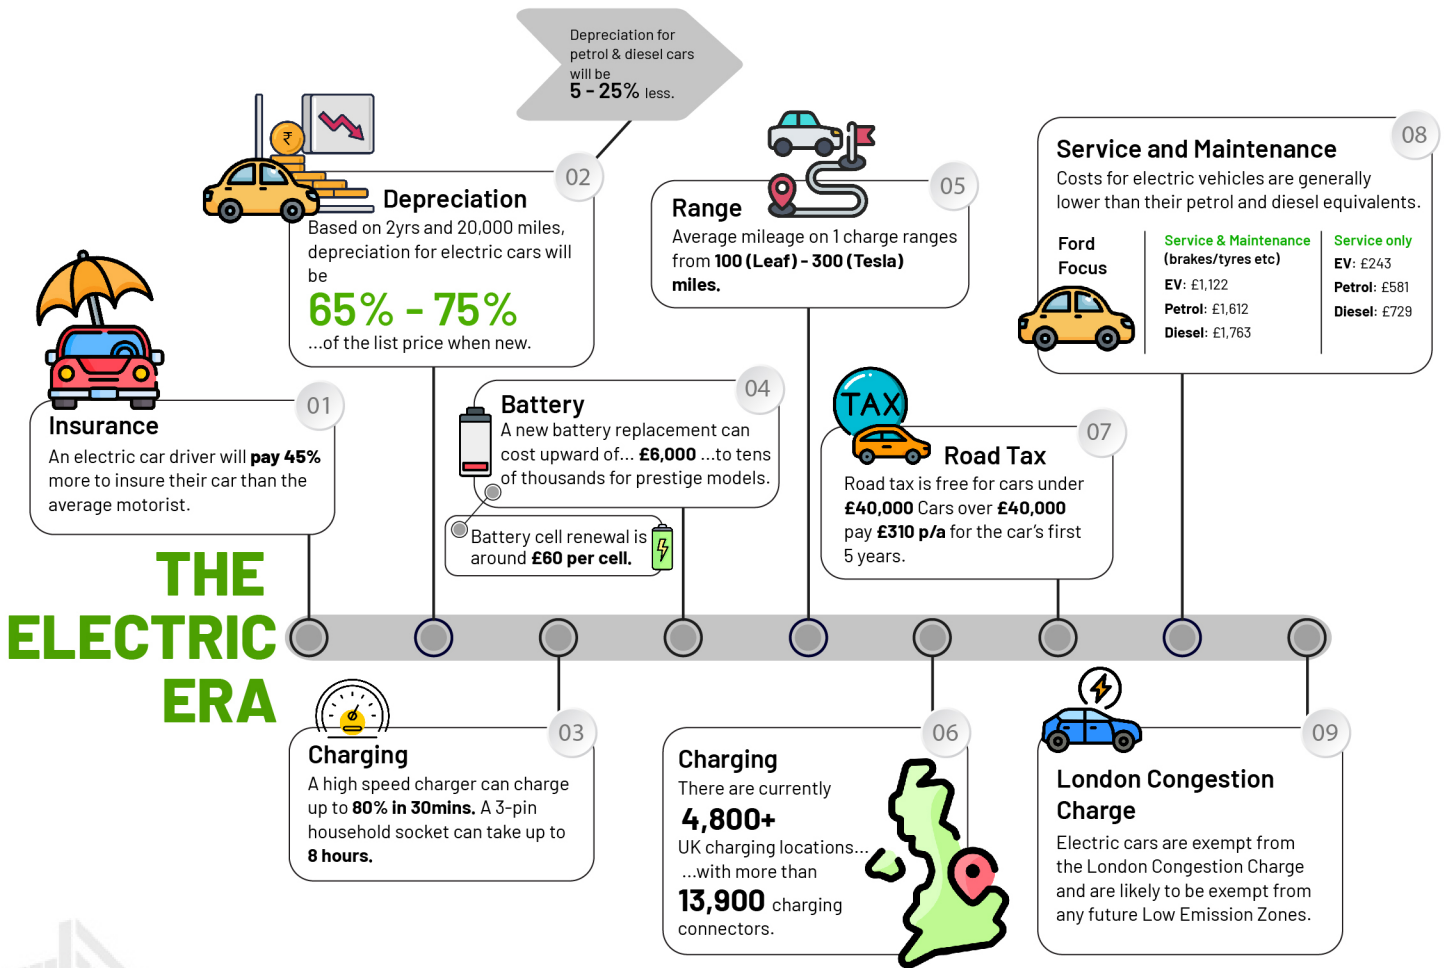 Depreciation for
petrol & diesel cars
will be
5 - 25% less.
THE
ELECTRIC
ERA
01
Insurance
An electric car driver will pay 45%
more to insure their car than the
average motorist.
02
₹
Depreciation
Based on 2yrs and 20,000 miles,
depreciation for electric cars will
be
65% - 75%
...of the list price when new.
03
Charging
A high speed charger can charge
up to 80% in 30mins. A 3-pin
household socket can take up to
8 hours.
04
Battery
A new battery replacement can
cost upward of... £6,000 ...to tens
of thousands for prestige models.
Battery cell renewal is
around £60 per cell.
05
Range
Average mileage on 1 charge ranges
from 100 (Leaf) - 300 (Tesla)
miles.
06
Charging
There are currently
4,800+
UK charging locations...
...with more than
13,900 charging
connectors.
07
TAX
Road Tax
Road tax is free for cars under
£40,000 Cars over £40,000
pay £310 p/a for the car's first
5 years.
08
Service and Maintenance
Costs for electric vehicles are generally
lower than their petrol and diesel equivalents.
Ford
Focus
Service & Maintenance
(brakes/tyres etc)
EV: £1,122
Petrol: £1,612
Diesel: £1,763
Service only
EV: £243
Petrol: £581
Diesel: £729
09
London Congestion
Charge
Electric cars are exempt from
the London Congestion Charge
and are likely to be exempt from
any future Low Emission Zones.